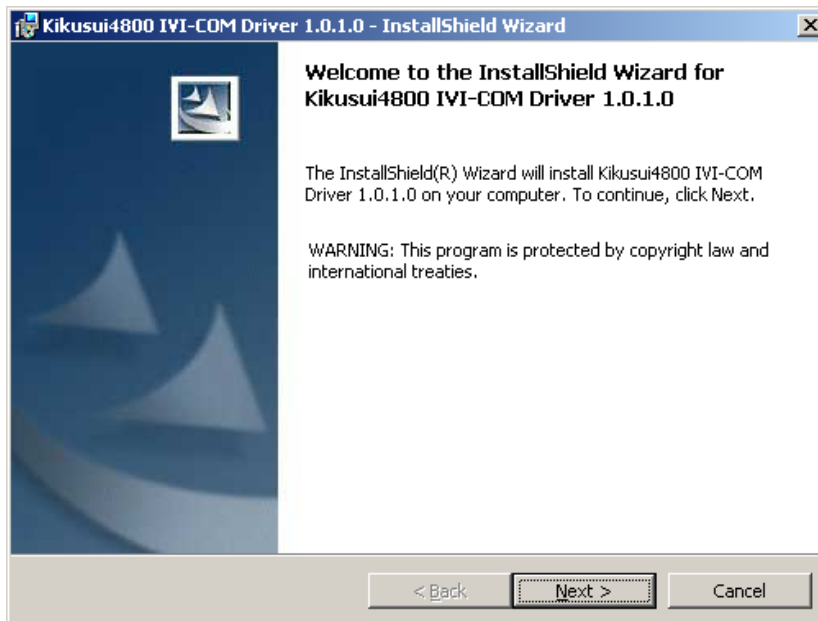 Kikusui4800 IVI-COM Driver 1.0.1.0 - InstallShield Wizard
Welcome to the InstallShield Wizard for
Kikusui4800 IVI-COM Driver 1.0.1.0
The InstallShield(R) Wizard will install Kikusui4800 IVI-COM
Driver 1.0.1.0 on your computer. To continue, click Next.
WARNING: This program is protected by copyright law and
international treaties.
< Back
Next >
Cancel